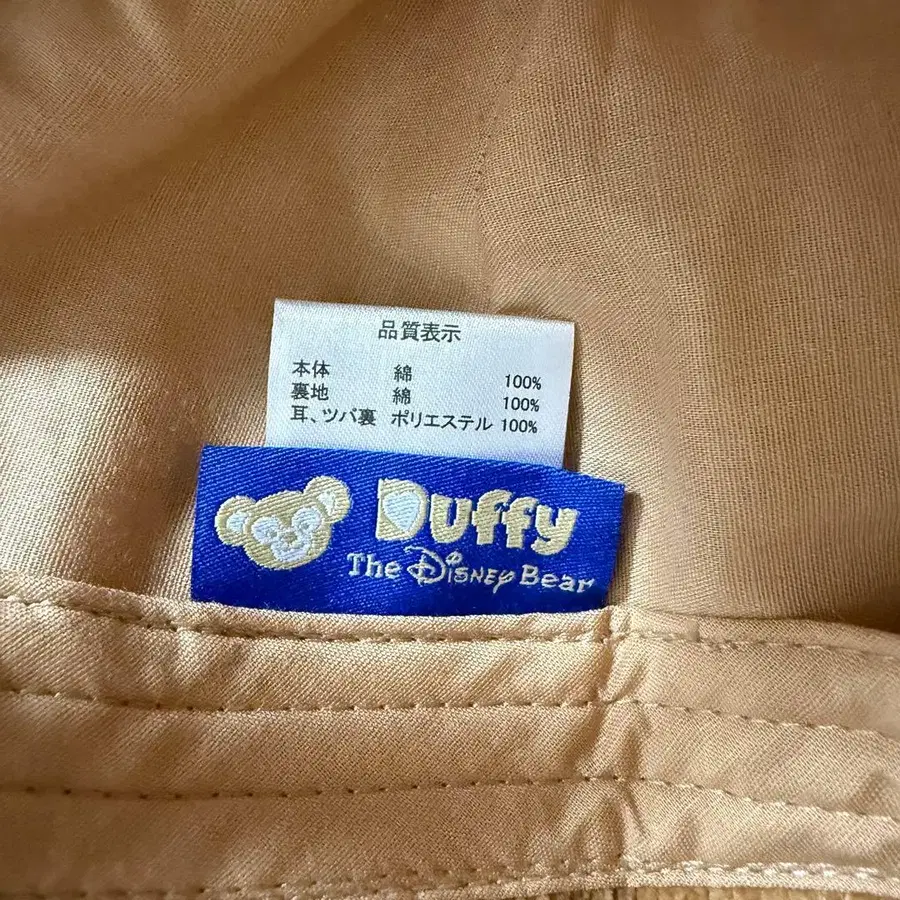 品質表示
本体 綿 100%
裏地 綿 100%
耳、ツバ裏 ポリエステル 100%
Duffy
The Disney Bear